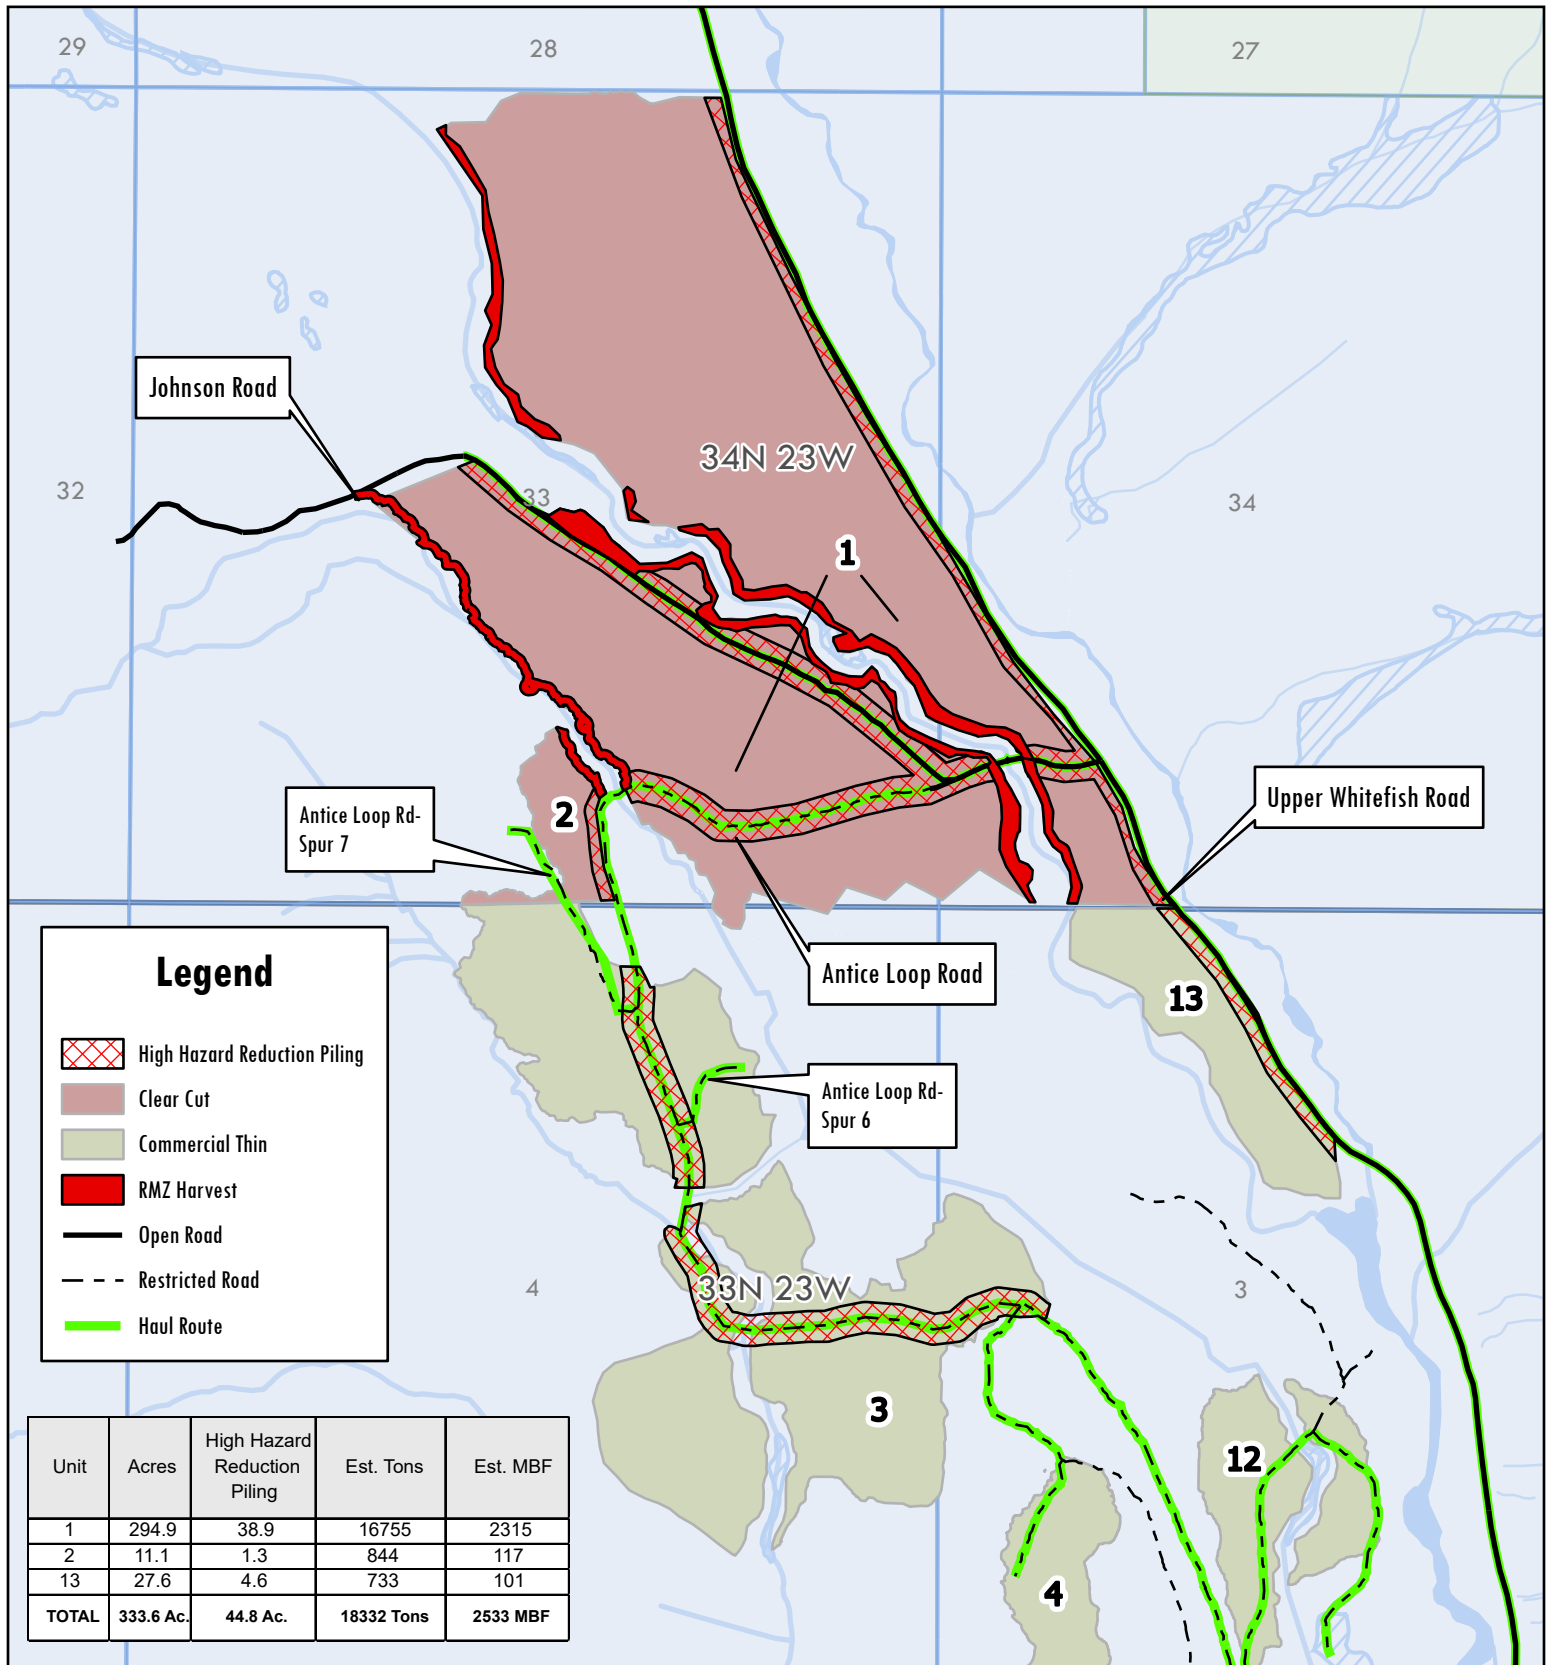 29
28
27
Johnson Road
34N 23W
32
33
34
1
Antice Loop Rd-
Spur 7
2
Upper Whitefish Road
Antice Loop Road
13
Legend
High Hazard Reduction Piling
Clear Cut
Commercial Thin
RMZ Harvest
Open Road
Restricted Road
Haul Route
Antice Loop Rd-
Spur 6
4
33N 23W
3
3
12
4
Unit Acres High Hazard Reduction Piling Est. Tons Est. MBF
1 294.9 38.9 16755 2315
2 11.1 1.3 844 117
13 27.6 4.6 733 101
TOTAL 333.6 Ac. 44.8 Ac. 18332 Tons 2533 MBF